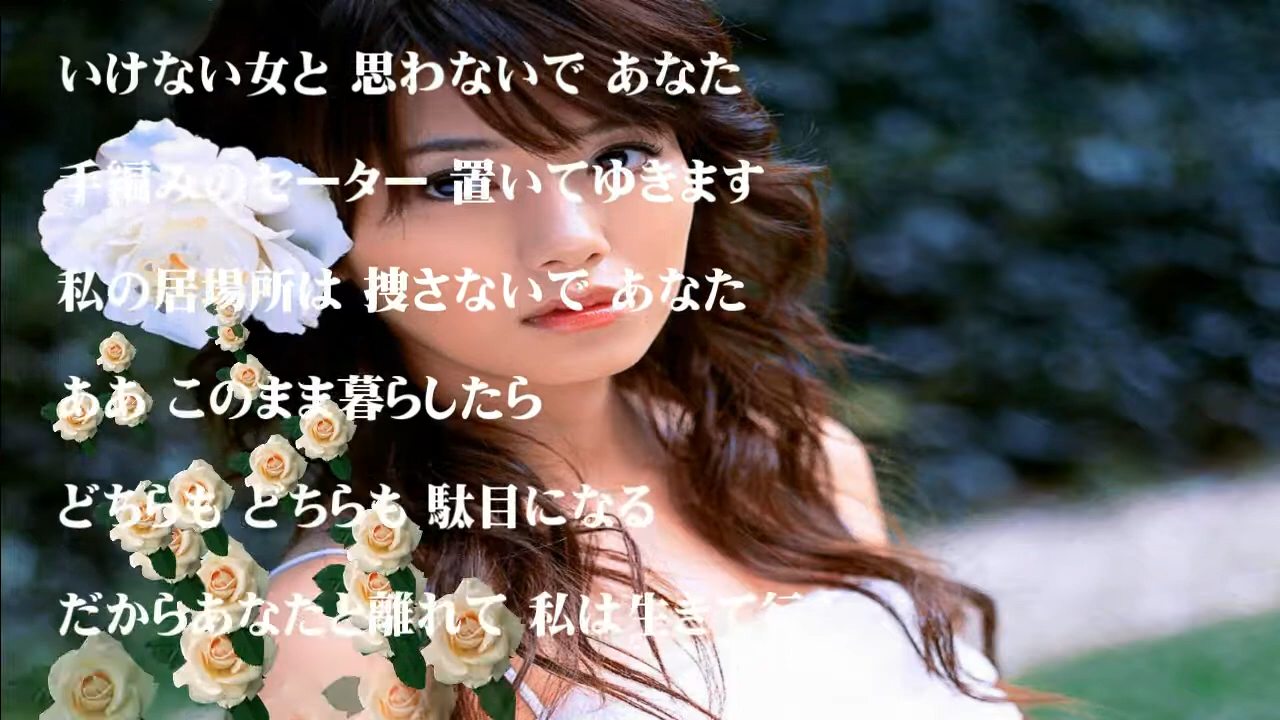 いけない女と 思わないで あなた
手編みのセーター 置いてゆきます
私の居場所は 捜さないで あなた
ああ このまま暮らしたら
どちらも どちらも 駄目になる
だからあなたと離れて 私は生きて行